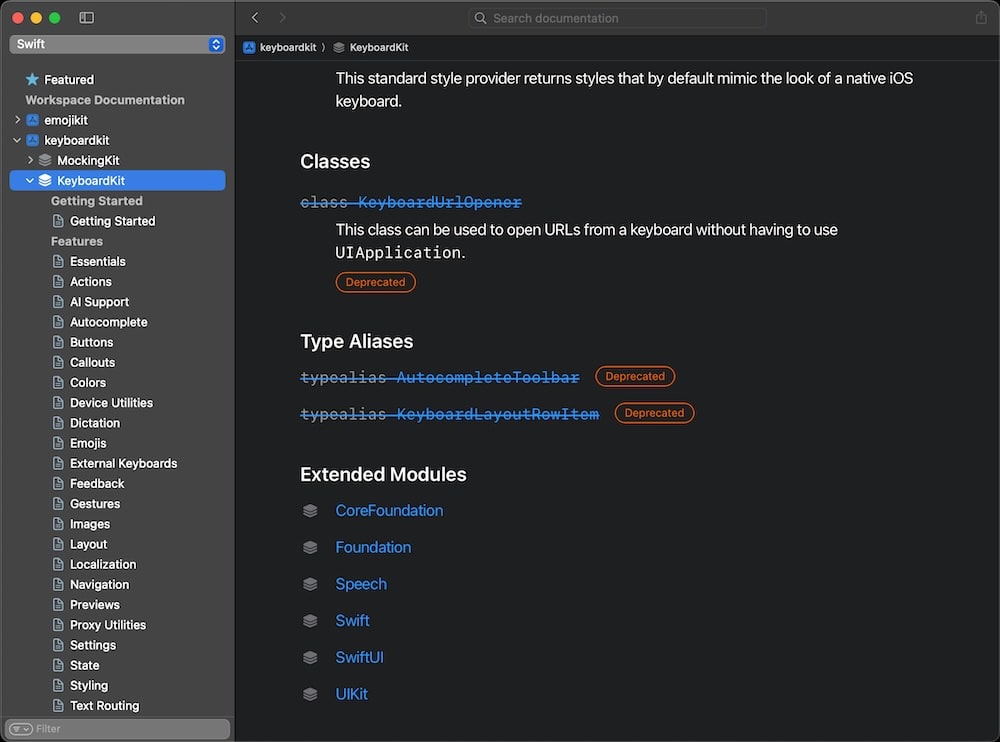 Swift
Featured
Workspace Documentation
emojikit
keyboardkit
MockingKit
KeyboardKit
Getting Started
Getting Started
Features
Essentials
Actions
AI Support
Autocomplete
Buttons
Callouts
Colors
Device Utilities
Dictation
Emojis
External Keyboards
Feedback
Gestures
Images
Layout
Localization
Navigation
Previews
Proxy Utilities
Settings
State
Styling
Text Routing
Filter
Search documentation
keyboardkit ⟩ KeyboardKit
This standard style provider returns styles that by default mimic the look of a native iOS
keyboard.
Classes
class KeyboardUrlOpener
This class can be used to open URLs from a keyboard without having to use
UIApplication.
Deprecated
Type Aliases
typealias AutocompleteToolbar Deprecated
typealias KeyboardLayoutRowItem Deprecated
Extended Modules
CoreFoundation
Foundation
Speech
Swift
SwiftUI
UIKit